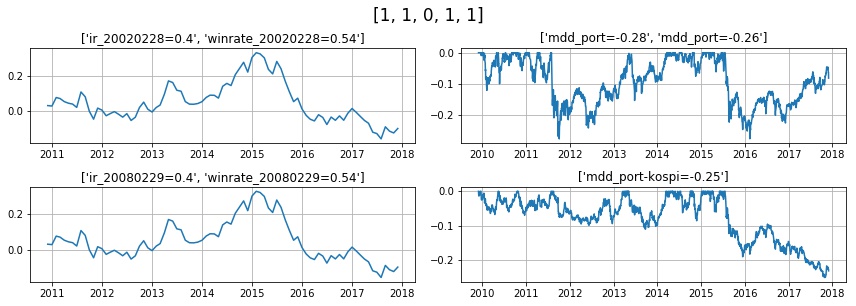 [1, 1, 0, 1, 1]
['ir_20020228=0.4', 'winrate_20020228=0.54']
0.2
0.0
2011 2012 2013 2014 2015 2016 2017 2018
['mdd_port=-0.28', 'mdd_port=-0.26']
0.0
−0.1
−0.2
2010 2011 2012 2013 2014 2015 2016 2017 2018
['ir_20080229=0.4', 'winrate_20080229=0.54']
0.2
0.0
2011 2012 2013 2014 2015 2016 2017 2018
['mdd_port-kospi=-0.25']
0.0
−0.1
−0.2
2010 2011 2012 2013 2014 2015 2016 2017 2018